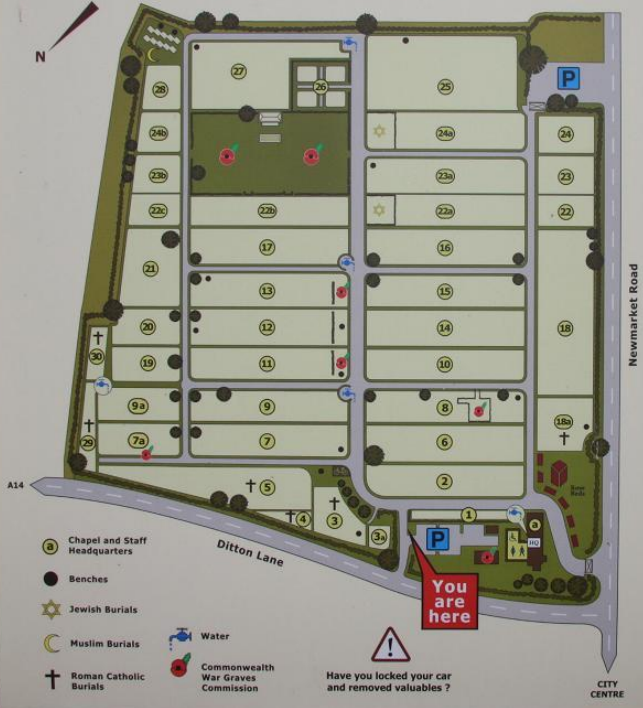 N
P
27
26
25
28
24b
24a
24
23b
23a
23
22c
22b
22a
22
17
16
21
13
15
18
20
12
14
30
19
11
10
9a
9
8
18a
29
7a
7
6
5
2
4
3
3a
1
a
HQ
P
A14
Ditton Lane
Newmarket Road
You
are
here
a
Chapel and Staff
Headquarters
Benches
Jewish Burials
Muslim Burials
Roman Catholic
Burials
Water
Commonwealth
War Graves
Commission
!
Have you locked your car
and removed valuables ?
CITY
CENTRE